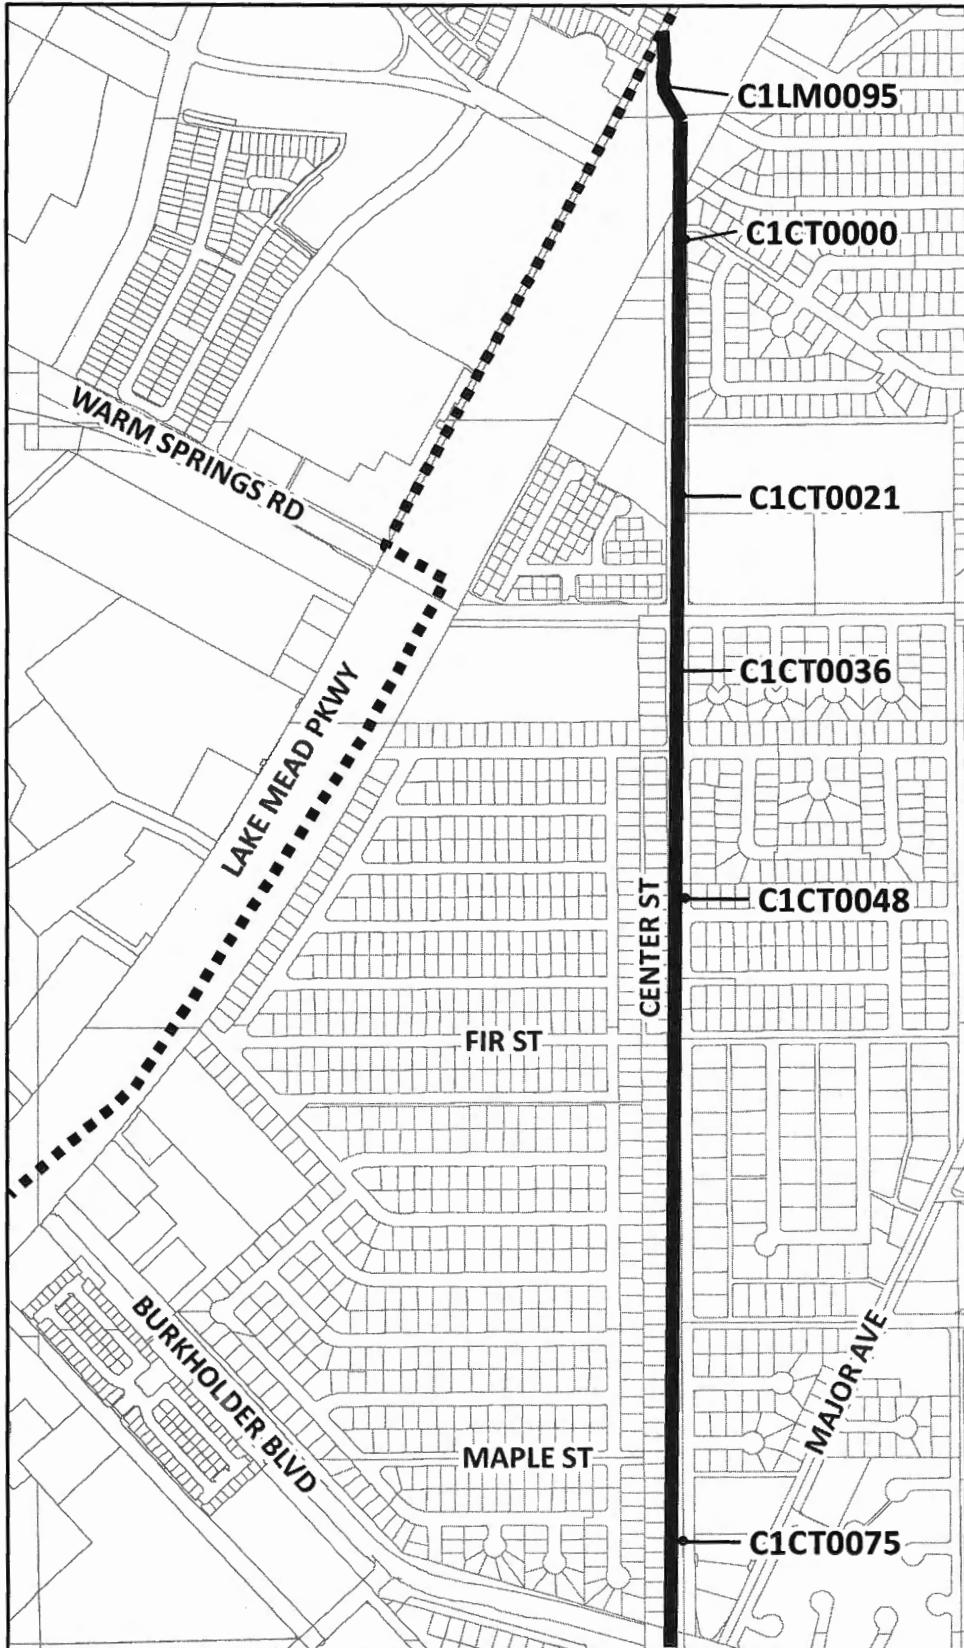 C1LM0095
C1CT0000
WARM SPRINGS RD
C1CT0021
C1CT0036
LAKE MEAD PKWY
C1CT0048
CENTER ST
FIR ST
BURKHOLDER BLVD
MAJOR AVE
MAPLE ST
C1CT0075